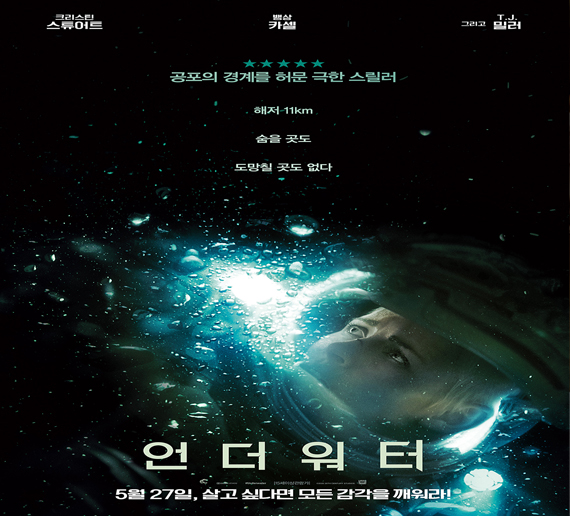 크리스틴
스튜어트
뱅상
카셀
그리고
T.J.
밀러
★★★★★
공포의 경계를 허문 극한 스릴러
해저 11km
숨을 곳도
도망칠 곳도 없다
언더워터
5월 27일, 살고 싶다면 모든 감각을 깨워라!